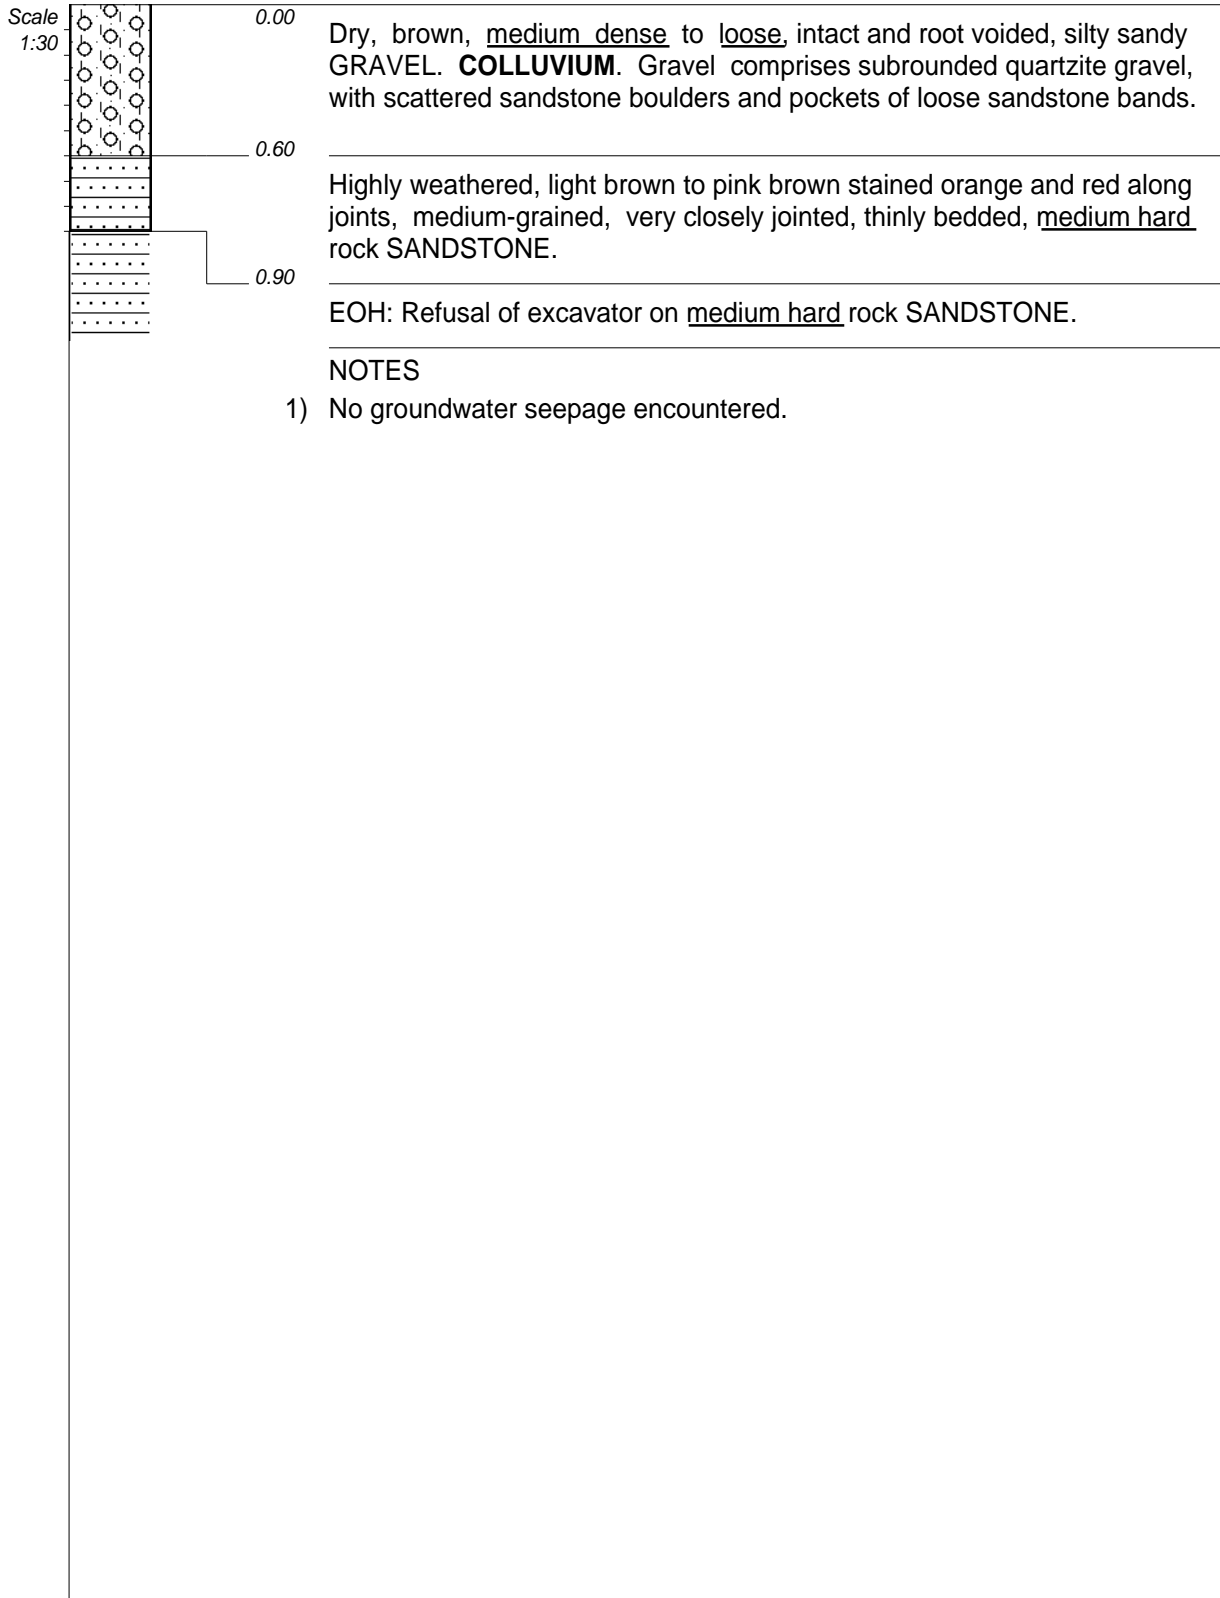 Scale
1:30
0.00
Dry, brown, medium dense to loose, intact and root voided, silty sandy
GRAVEL. COLLUVIUM. Gravel comprises subrounded quartzite gravel,
with scattered sandstone boulders and pockets of loose sandstone bands.
0.60
Highly weathered, light brown to pink brown stained orange and red along
joints, medium-grained, very closely jointed, thinly bedded, medium hard
rock SANDSTONE.
0.90
EOH: Refusal of excavator on medium hard rock SANDSTONE.
NOTES
1) No groundwater seepage encountered.